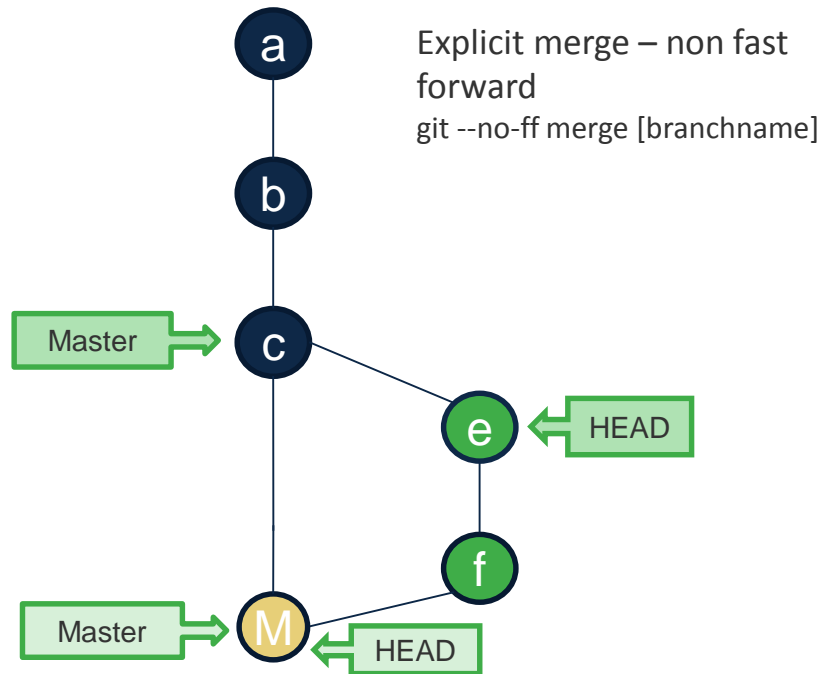 a
Explicit merge – non fast
forward
git --no-ff merge [branchname]
b
Master
c
e
HEAD
f
Master
M
HEAD